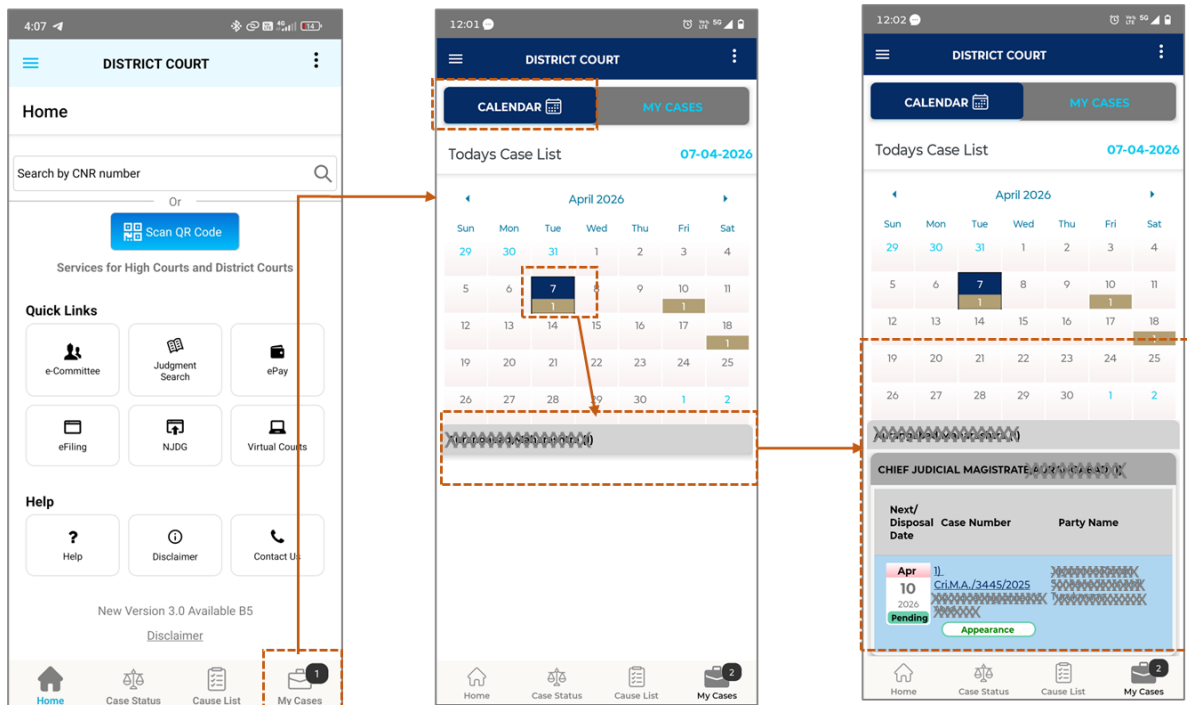 4:07
54
DISTRICT COURT
Home
Search by CNR number
Or
Scan QR Code
Services for High Courts and District Courts
Quick Links
e-Committee
Judgment
Search
ePay
eFiling
NJDG
Virtual Courts
Help
Help
Disclaimer
Contact Us
New Version 3.0 Available B5
Disclaimer
1
Home
Case Status
Cause List
My Cases
12:01
5G
DISTRICT COURT
CALENDAR
MY CASES
Todays Case List
07-04-2026
April 2026
Sun Mon Tue Wed Thu Fri Sat
29 30 31 1 2 3 4
5 6 7 8 9 10 11
1 1
12 13 14 15 16 17 18
1
19 20 21 22 23 24 25
26 27 28 29 30 1 2
2
Home
Case Status
Cause List
My Cases
12:02
5G
DISTRICT COURT
CALENDAR
MY CASES
Todays Case List
07-04-2026
April 2026
Sun Mon Tue Wed Thu Fri Sat
29 30 31 1 2 3 4
5 6 7 8 9 10 11
1 1
12 13 14 15 16 17 18
1
19 20 21 22 23 24 25
26 27 28 29 30 1 2
CHIEF JUDICIAL MAGISTRATE,
Next/
Disposal
Date
Case Number
Party Name
Apr
10
2026
Pending
1)
Cri.M.A./3445/2025
Appearance
2
Home
Case Status
Cause List
My Cases